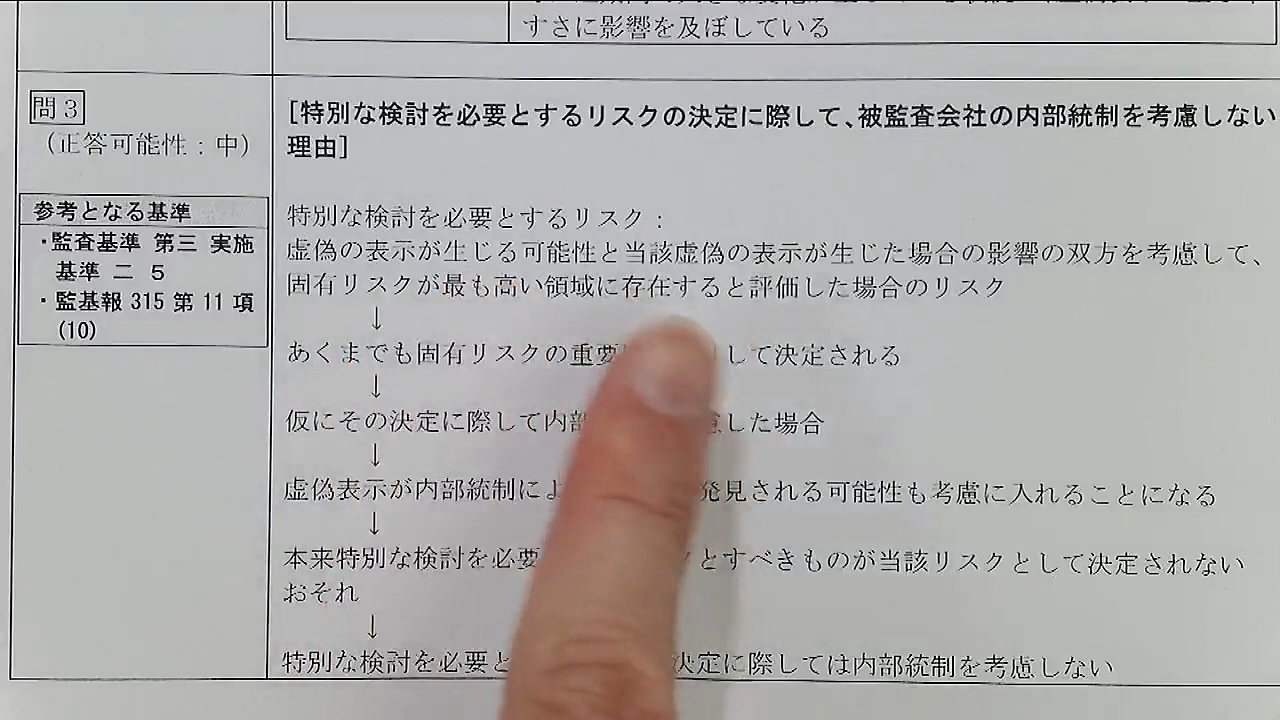 すさに影響を及ぼしている
問3
(正答可能性：中)
参考となる基準
・監査基準 第三 実施
基準 二 5
・監基報 315 第 11 項
(10)
[特別な検討を必要とするリスクの決定に際して、被監査会社の内部統制を考慮しない
理由]
特別な検討を必要とするリスク：
虚偽の表示が生じる可能性と当該虚偽の表示が生じた場合の影響の双方を考慮して、
固有リスクが最も高い領域に存在すると評価した場合のリスク
↓
あくまでも固有リスクの重要 して決定される
↓
仮にその決定に際して内部 した場合
↓
虚偽表示が内部統制によ 発見される可能性も考慮に入れることになる
↓
本来特別な検討を必要 とすべきものが当該リスクとして決定されない
おそれ
↓
特別な検討を必要と 決定に際しては内部統制を考慮しない